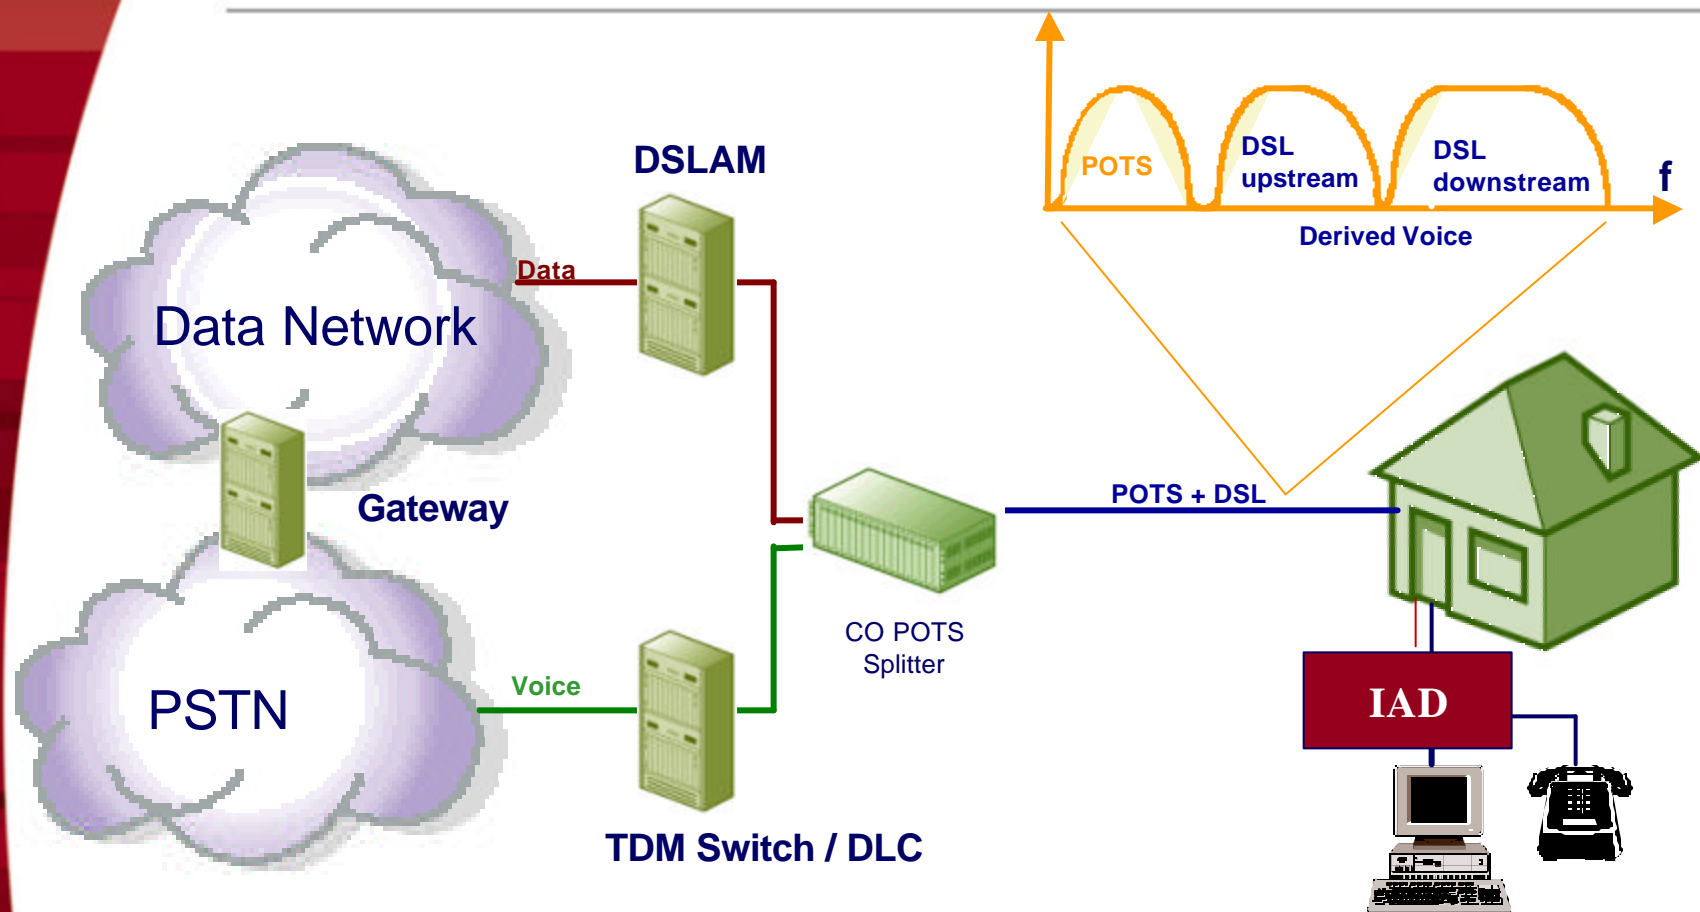 DSLAM
POTS
DSL
upstream
DSL
downstream
f
Derived Voice
Data
Data Network
Gateway
POTS + DSL
CO POTS
Splitter
Voice
PSTN
IAD
TDM Switch / DLC